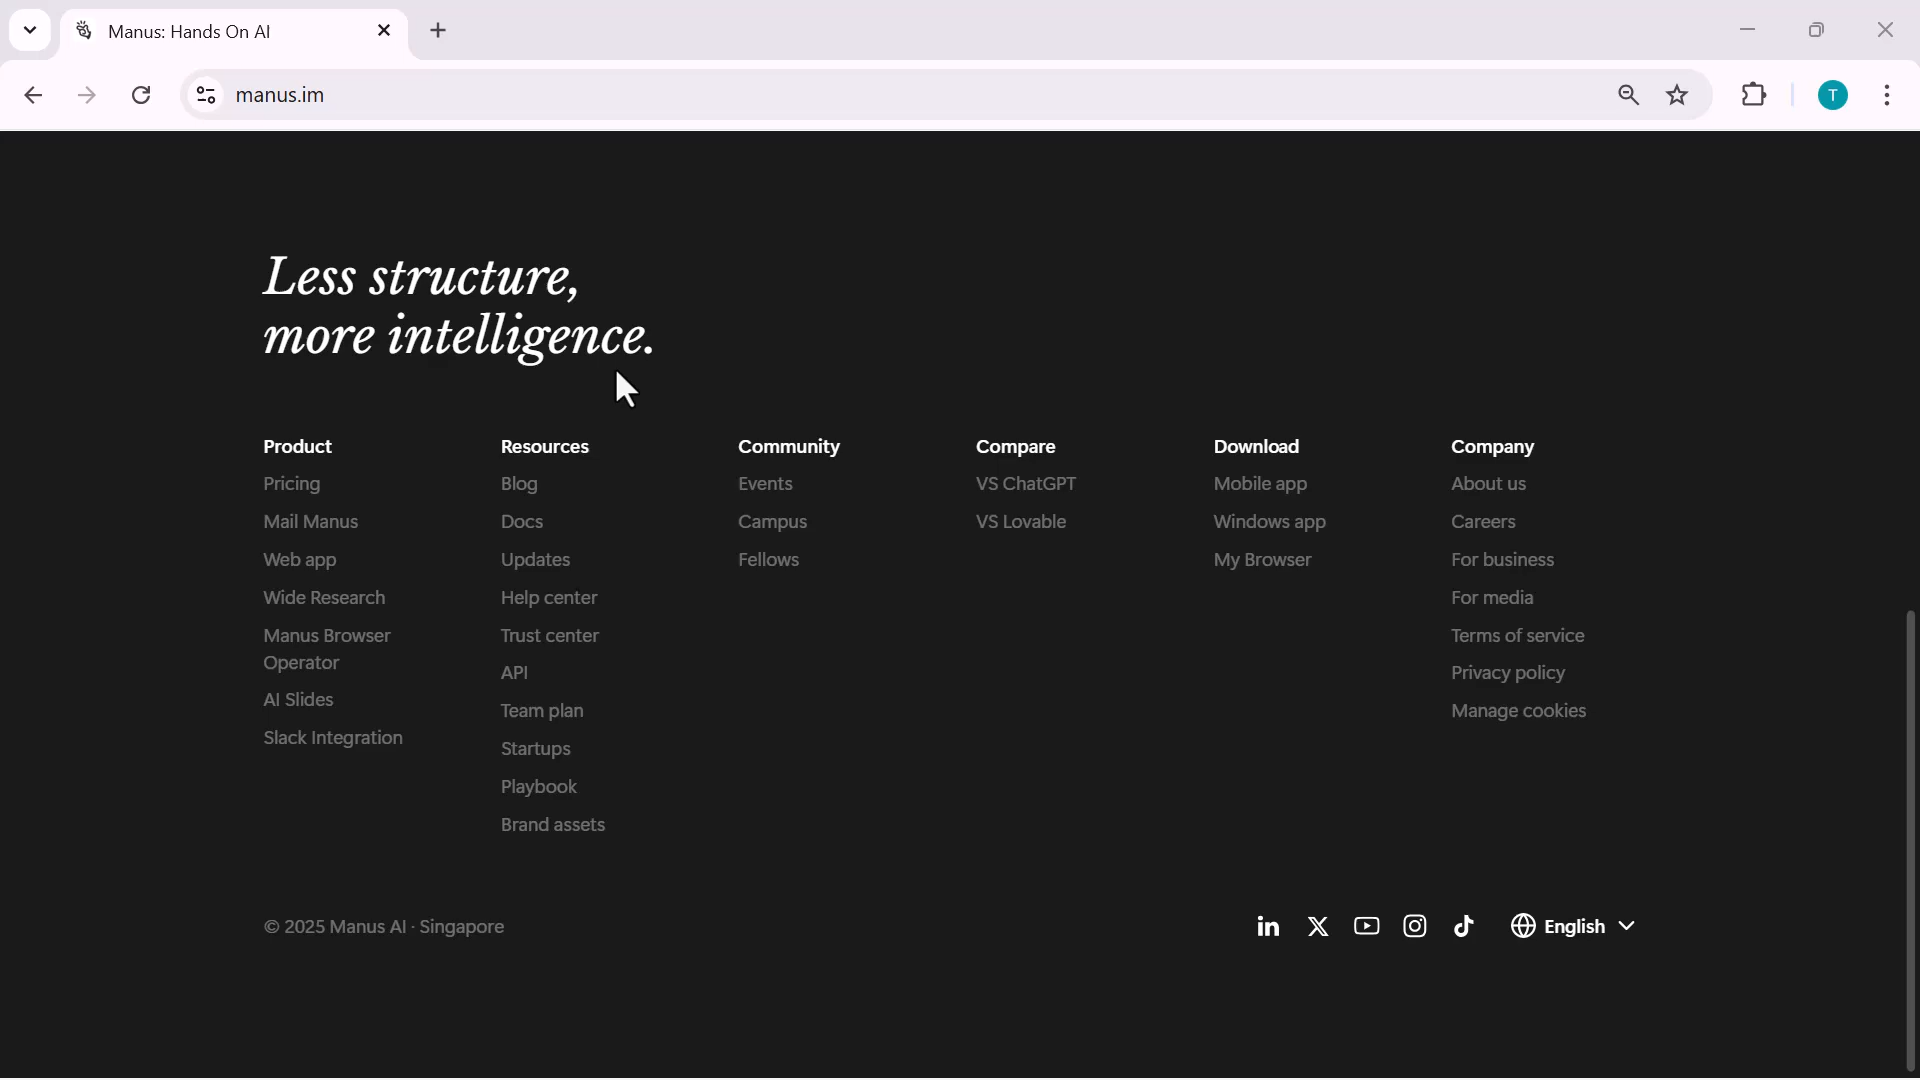 Manus: Hands On AI
manus.im
T
Less structure,
more intelligence.
Product
Pricing
Mail Manus
Web app
Wide Research
Manus Browser
Operator
AI Slides
Slack Integration
Resources
Blog
Docs
Updates
Help center
Trust center
API
Team plan
Startups
Playbook
Brand assets
Community
Events
Campus
Fellows
Compare
VS ChatGPT
VS Lovable
Download
Mobile app
Windows app
My Browser
Company
About us
Careers
For business
For media
Terms of service
Privacy policy
Manage cookies
© 2025 Manus AI · Singapore
English